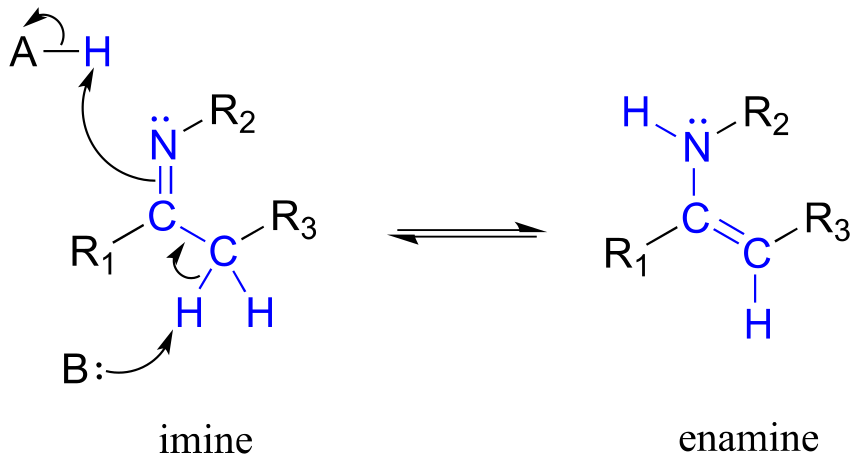 A H
N R2
C R3
R1 C
H H
B:
imine
H N R2
C R3
R1 C
H
enamine